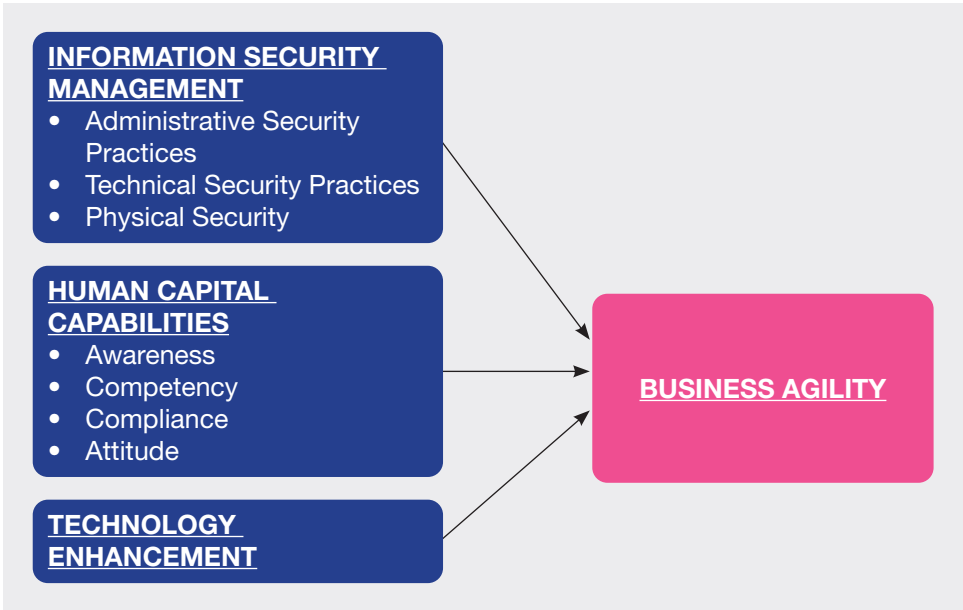 INFORMATION SECURITY
MANAGEMENT
• Administrative Security
Practices
• Technical Security Practices
• Physical Security
HUMAN CAPITAL
CAPABILITIES
• Awareness
• Competency
• Compliance
• Attitude
TECHNOLOGY
ENHANCEMENT
BUSINESS AGILITY